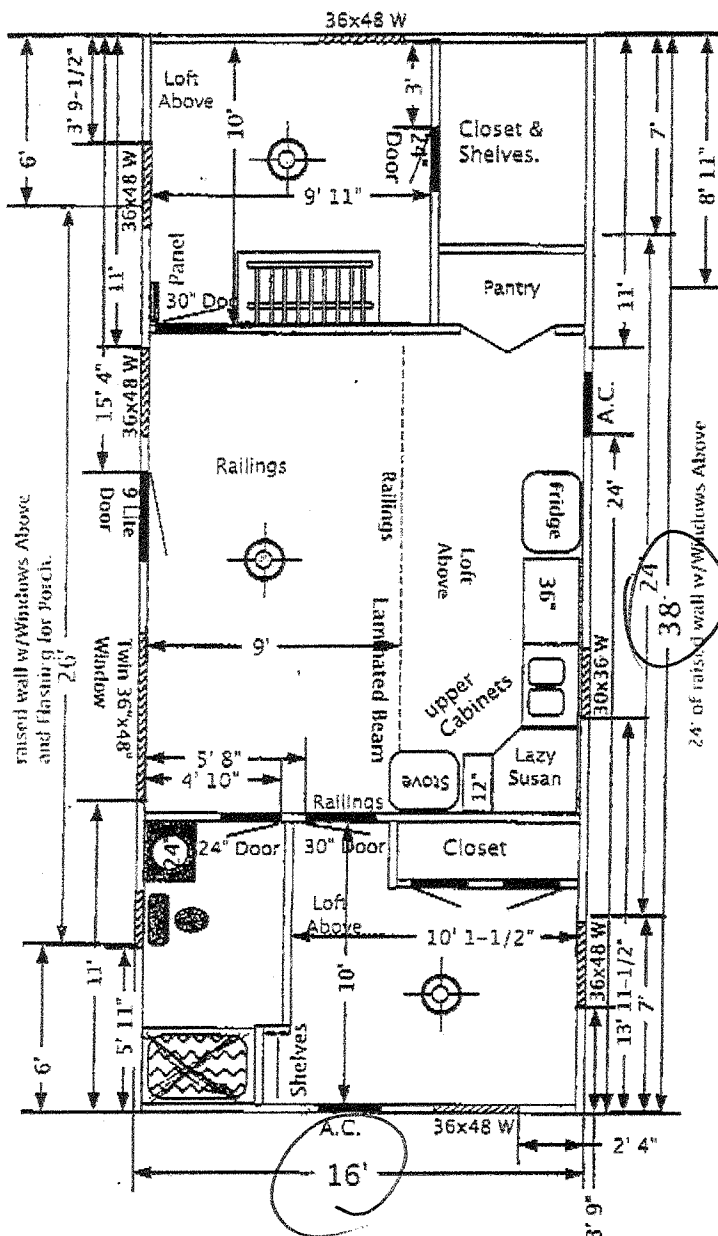 36x48 W
3' 9-1/2"
6'
11'
15' 4"
Loft
Above
10'
3'
24"
Door
Closet &
Shelves.
7'
8' 11"
36x48 W
9' 11"
Panel
30" Doo
Pantry
11'
36x48 W
A.C.
Railings
Railings
9 Lite
Door
Fridge
24'
24
38'
24' of raised wall w/Windows Above
raised wall w/Windows Above
and Flashing for Porch.
26'
Loft
Above
36"
9'
Laminated Beam
Twin 36"x48"
Window
upper
Cabinets
30x36 W
5' 8"
4' 10"
Stove
12"
Lazy
Susan
Railings
24
24" Door
30" Door
Closet
Loft
Above
10' 1-1/2"
10'
36x48 W
13' 11-1/2"
7'
11'
5' 11"
6'
Shelves
A.C.
36x48 W
2' 4"
16'
3' 9"